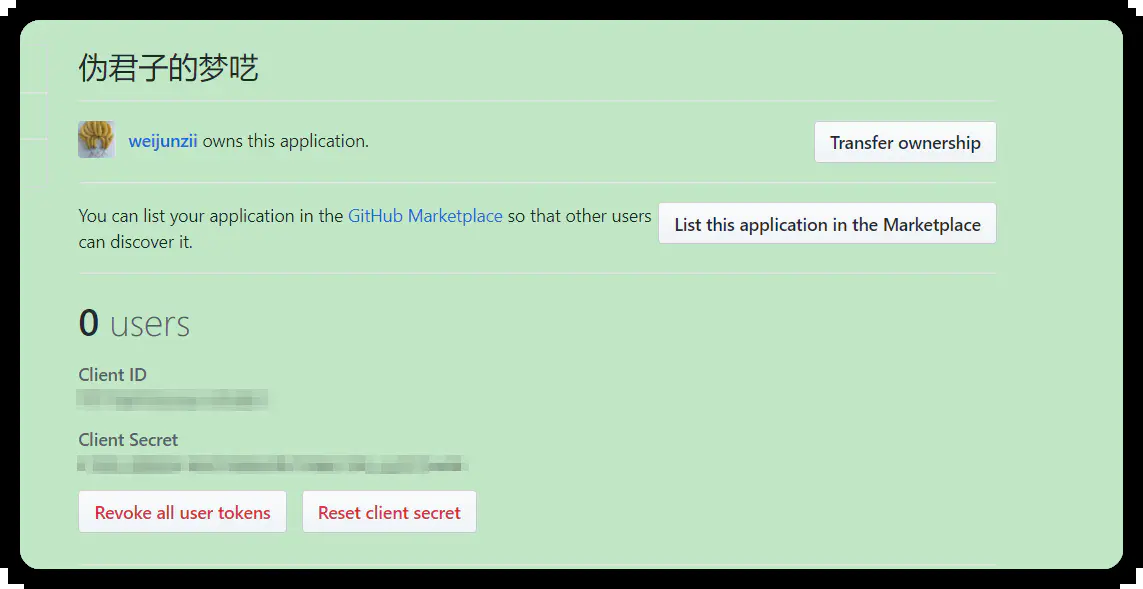 伪君子的梦呓
weijunzii owns this application.
Transfer ownership
You can list your application in the GitHub Marketplace so that other users
can discover it.
List this application in the Marketplace
0 users
Client ID
Client Secret
Revoke all user tokens
Reset client secret